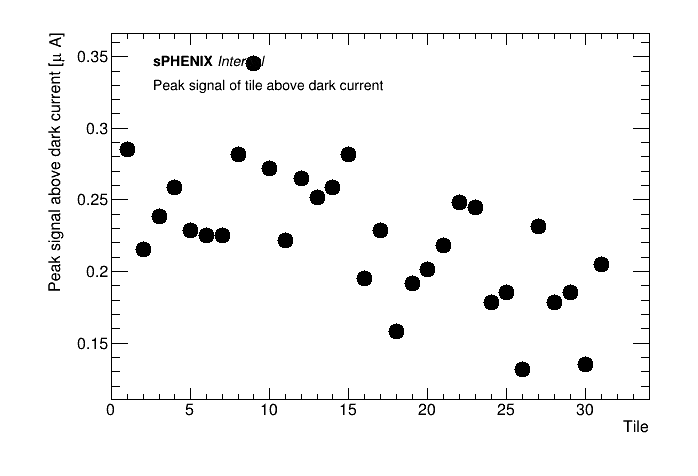 Peak signal above dark current [μ A]
0.35
0.3
0.25
0.2
0.15
sPHENIX
Peak signal of tile above dark current
0 5 10 15 20 25 30
Tile